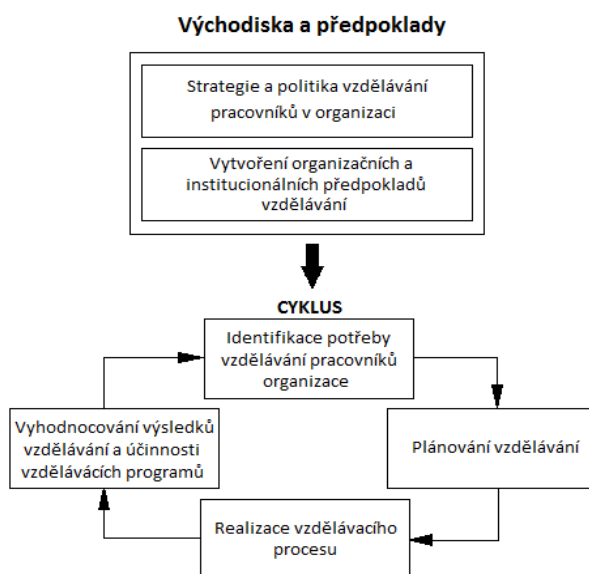 Východiska a předpoklady
Strategie a politika vzdělávání
pracovníků v organizaci
Vytvoření organizačních a
institucionálních předpokladů
vzdělávání
CYKLUS
Identifikace potřeby
vzdělávání pracovníků
organizace
Vyhodnocování výsledků
vzdělávání a účinnosti
vzdělávácích programů
Plánování vzdělávání
Realizace vzdělávacího
procesu